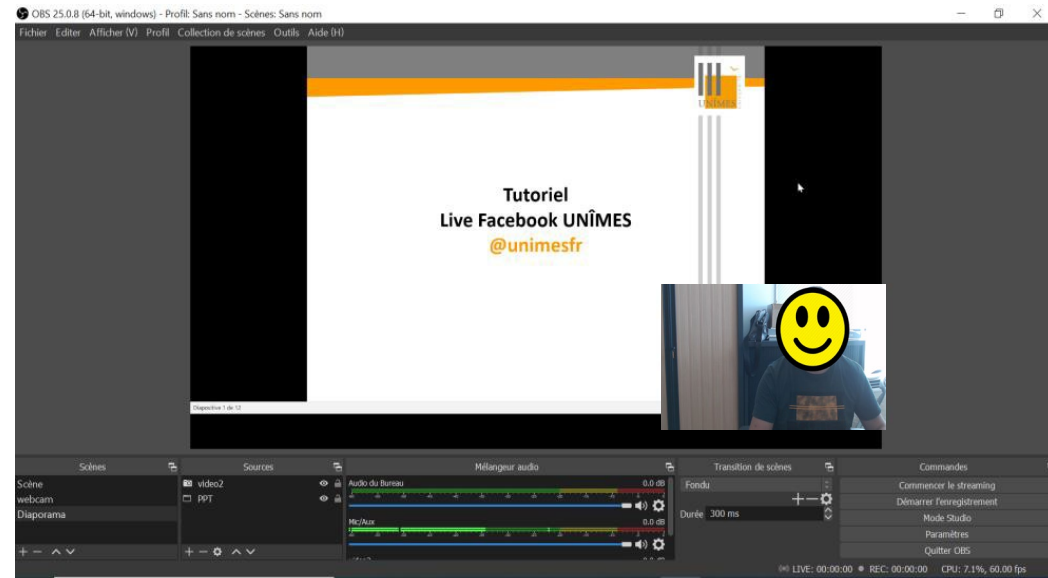 OBS 25.0.8 (64-bit, windows) - Profil: Sans nom - Scènes: Sans nom
Fichier Editer Afficher (V) Profil Collection de scènes Outils Aide (H)
UNÎMES
Tutoriel
Live Facebook UNÎMES
@unimesfr
Diapositive 1 de 12
Scènes Sources Mélangeur audio Transition de scènes Commandes
Scène video2 Audio du Bureau 0.0 dB Fondu Commencer le streaming
webcam PPT Démarrer l'enregistrement
Diaporama Durée 300 ms Mode Studio
Mic/Aux 0.0 dB
Paramètres
Quitter OBS
LIVE: 00:00:00 REC: 00:00:00 CPU: 7.1%, 60.00 fps